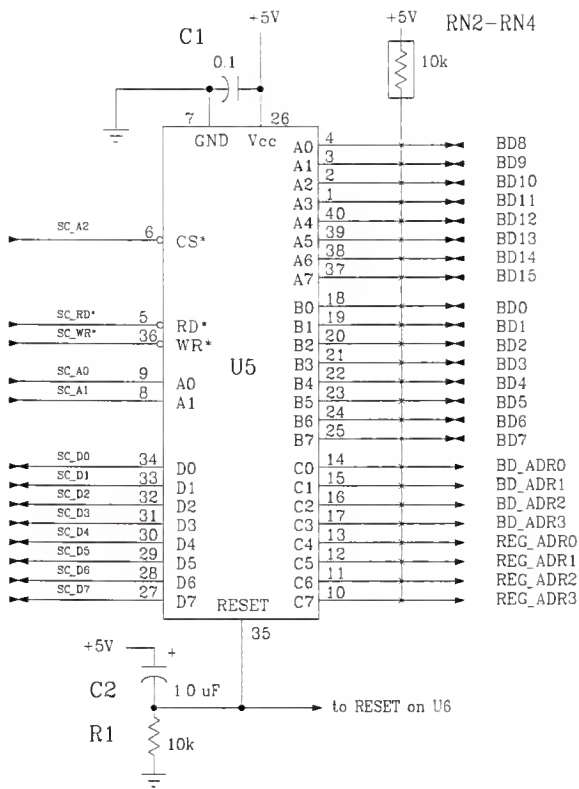 +5V +5V RN2-RN4
C1
0.1 10k
7 26
GND Vcc
A0 4 BD8
A1 3 BD9
A2 2 BD10
A3 1 BD11
SC_A2 6 CS* A4 40 BD12
A5 39 BD13
A6 38 BD14
A7 37 BD15
B0 18 BD0
SC_RD* 5 RD* B1 19 BD1
SC_WR* 36 WR* B2 20 BD2
U5 B3 21 BD3
SC_A0 9 A0 B4 22 BD4
SC_A1 8 A1 B5 23 BD5
B6 24 BD6
B7 25 BD7
SC_D0 34 D0 C0 14 BD_ADR0
SC_D1 33 D1 C1 15 BD_ADR1
SC_D2 32 D2 C2 16 BD_ADR2
SC_D3 31 D3 C3 17 BD_ADR3
SC_D4 30 D4 C4 13 REG_ADR0
SC_D5 29 D5 C5 12 REG_ADR1
SC_D6 28 D6 C6 11 REG_ADR2
SC_D7 27 D7 C7 10 REG_ADR3
RESET
35
+5V +
C2 10 uF
to RESET on U6
R1 10k